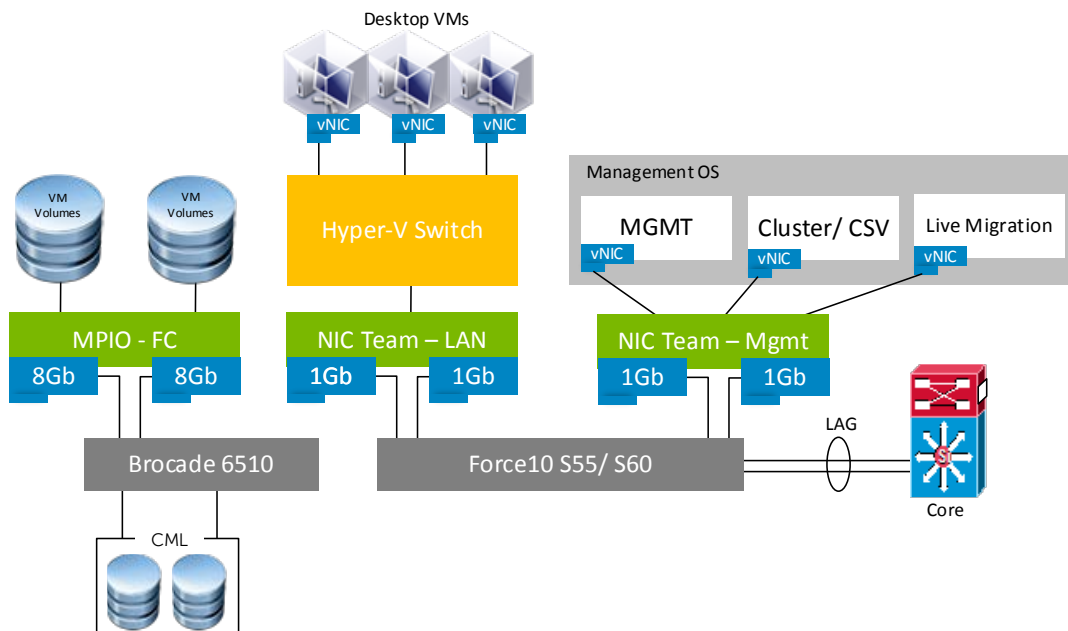 Desktop VMs
vNIC
vNIC
vNIC
VM
Volumes
VM
Volumes
Hyper-V Switch
Management OS
MGMT
vNIC
Cluster/ CSV
vNIC
Live Migration
vNIC
MPIO - FC
8Gb
8Gb
NIC Team – LAN
1Gb
1Gb
NIC Team – Mgmt
1Gb
1Gb
Brocade 6510
Force10 S55/ S60
LAG
Si
Core
CML